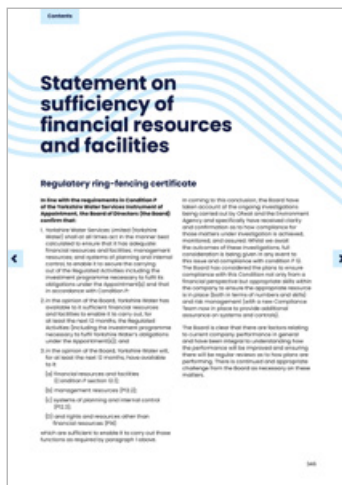 Contents
Statement on
sufficiency of
financial resources
and facilities
Regulatory ring-fencing certificate
In line with the requirements in Condition P
of the Yorkshire Water Services Instrument of
Appointment, the Board of Directors (the Board)
confirm that:
1. Yorkshire Water Services Limited (Yorkshire
Water) shall at all times act in the manner best
calculated to ensure that it has adequate
financial resources and facilities; management
resources; and systems of planning and internal
control, to enable it to secure the carrying
out of the Regulated Activities including the
investment programme necessary to fulfil its
obligations under the Appointment(s) and that
in accordance with Condition P:
2. in the opinion of the Board, Yorkshire Water has
available to it sufficient financial resources
and facilities to enable it to carry out, for
at least the next 12 months, the Regulated
Activities (including the investment programme
necessary to fulfil Yorkshire Water's obligations
under the Appointment(s)); and
3. in the opinion of the Board, Yorkshire Water will,
for at least the next 12 months, have available
to it:
(a) financial resources and facilities
(Condition P section 12.1)
(b) management resources (P12.2)
(c) systems of planning and internal control
(P12.3)
(d) and rights and resources other than
financial resources (P14)
which are sufficient to enable it to carry out those
functions as required by paragraph 1 above.
In coming to this conclusion, the Board have
taken account of the ongoing investigations
being carried out by Ofwat and the Environment
Agency and specifically have received clarity
and confirmation as to how compliance for
those matters under investigation is achieved,
monitored, and assured. Whilst we await
the outcomes of these investigations, full
consideration is being given in any event to
this issue and compliance with condition P 12.
The Board has considered the plans to ensure
compliance with this Condition not only from a
financial perspective but appropriate skills within
the company to ensure the appropriate resource
is in place (both in terms of numbers and skills)
and risk management (with a new Compliance
Team now in place to provide additional
assurance on systems and controls).
The Board is clear that there are factors relating
to current company performance in general
and have been integral to understanding how
the performance will be improved and ensuring
there will be regular reviews as to how plans are
performing. There is continued and appropriate
challenge from the Board as necessary on these
matters.